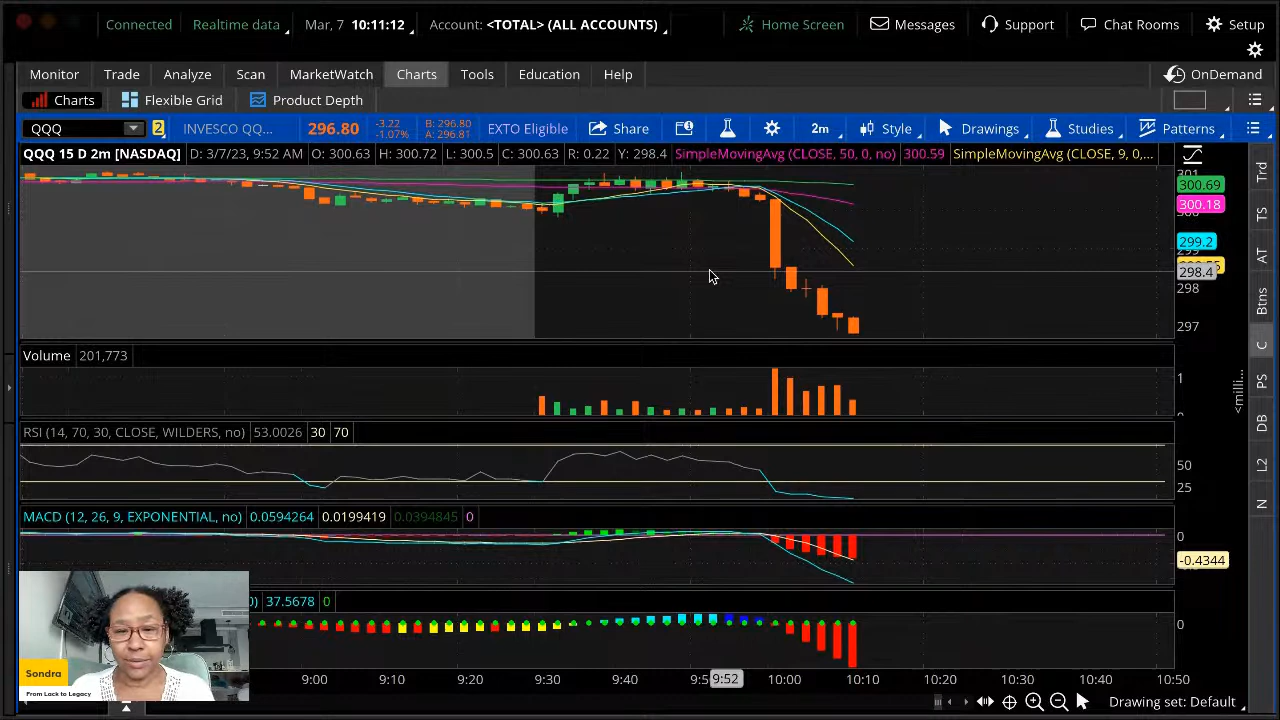 Connected Realtime data Mar, 7 10:11:12 Account: <TOTAL> (ALL ACCOUNTS) Home Screen Messages Support Chat Rooms Setup
Monitor Trade Analyze Scan MarketWatch Charts Tools Education Help OnDemand
Charts Flexible Grid Product Depth
QQQ 2 INVESCO QQ... 296.80 -3.22 -1.07% B: 296.80 A: 296.81 EXTO Eligible Share 2m Style Drawings Studies Patterns
QQQ 15 D 2m [NASDAQ] D: 3/7/23, 9:52 AM O: 300.63 H: 300.72 L: 300.5 C: 300.63 R: 0.22 Y: 298.4 SimpleMovingAvg (CLOSE, 50, 0, no) 300.59 SimpleMovingAvg (CLOSE, 9, 0,...
301
300.69
300.18
299.2
298.4
298
297
Trd
TS
AT
Btns
C
PS
DB
L2
N
Volume 201,773
1
<milli...
RSI (14, 70, 30, CLOSE, WILDERS, no) 53.0026 30 70
50
25
MACD (12, 26, 9, EXPONENTIAL, no) 0.0594264 0.0199419 0.0394845 0
0
-0.4344
37.5678 0
0
9:00 9:10 9:20 9:30 9:40 9:52 10:00 10:10 10:20 10:30 10:40 10:50
Sondra
From Lack to Legacy
Drawing set: Default